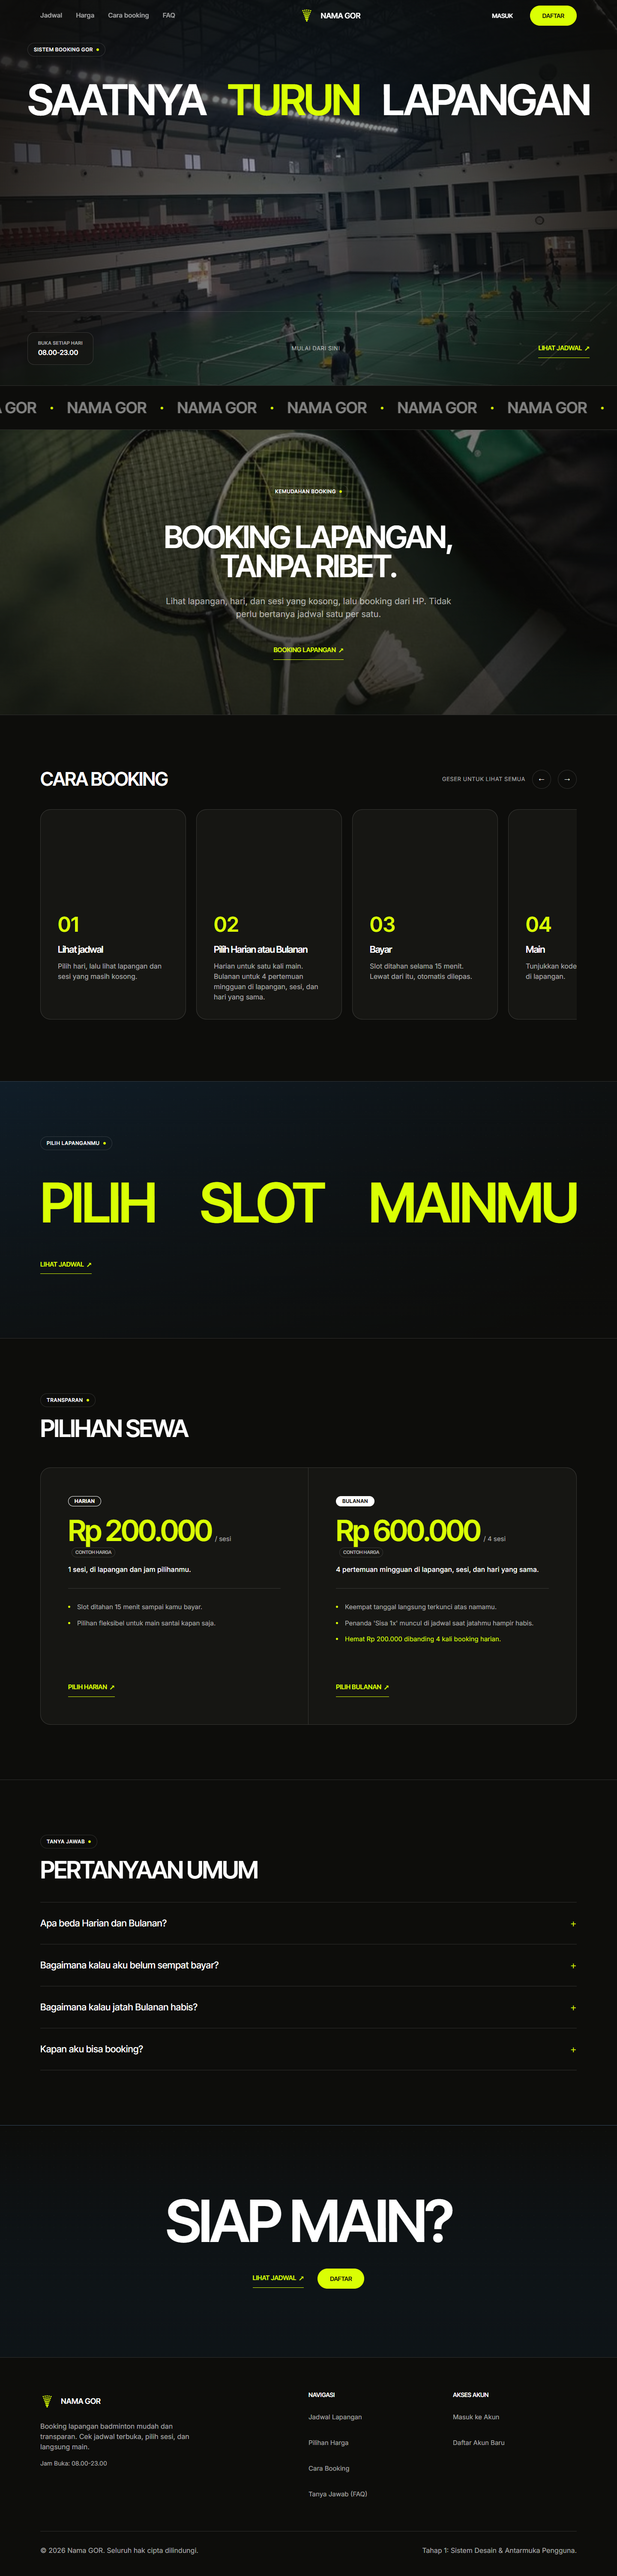 Jadwal Harga Cara booking FAQ NAMA GOR MASUK DAFTAR
SISTEM BOOKING GOR
SAATNYA TURUN LAPANGAN
BUKA SETIAP HARI
08.00-23.00
MULAI DARI SINI
LIHAT JADWAL ↗
GOR • NAMA GOR • NAMA GOR • NAMA GOR • NAMA GOR • NAMA GOR •
KEMUDAHAN BOOKING
BOOKING LAPANGAN,
TANPA RIBET.
Lihat lapangan, hari, dan sesi yang kosong, lalu booking dari HP. Tidak
perlu bertanya jadwal satu per satu.
BOOKING LAPANGAN ↗
CARA BOOKING
GESER UNTUK LIHAT SEMUA ← →
01
Lihat jadwal
Pilih hari, lalu lihat lapangan dan
sesi yang masih kosong.
02
Pilih Harian atau Bulanan
Harian untuk satu kali main.
Bulanan untuk 4 pertemuan
mingguan di lapangan, sesi, dan
hari yang sama.
03
Bayar
Slot ditahan selama 15 menit.
Lewat dari itu, otomatis dilepas.
04
Main
Tunjukkan kode
di lapangan.
PILIH LAPANGANMU
PILIH SLOT MAINMU
LIHAT JADWAL ↗
TRANSPARAN
PILIHAN SEWA
HARIAN
Rp 200.000 / sesi
CONTOH HARGA
1 sesi, di lapangan dan jam pilihanmu.
• Slot ditahan 15 menit sampai kamu bayar.
• Pilihan fleksibel untuk main santai kapan saja.
PILIH HARIAN ↗
BULANAN
Rp 600.000 / 4 sesi
CONTOH HARGA
4 pertemuan mingguan di lapangan, sesi, dan hari yang sama.
• Keempat tanggal langsung terkunci atas namamu.
• Penanda 'Sisa 1x' muncul di jadwal saat jatahmu hampir habis.
• Hemat Rp 200.000 dibanding 4 kali booking harian.
PILIH BULANAN ↗
TANYA JAWAB
PERTANYAAN UMUM
Apa beda Harian dan Bulanan? +
Bagaimana kalau aku belum sempat bayar? +
Bagaimana kalau jatah Bulanan habis? +
Kapan aku bisa booking? +
SIAP MAIN?
LIHAT JADWAL ↗ DAFTAR
NAMA GOR
Booking lapangan badminton mudah dan
transparan. Cek jadwal terbuka, pilih sesi, dan
langsung main.
Jam Buka: 08.00-23.00
NAVIGASI
Jadwal Lapangan
Pilihan Harga
Cara Booking
Tanya Jawab (FAQ)
AKSES AKUN
Masuk ke Akun
Daftar Akun Baru
© 2026 Nama GOR. Seluruh hak cipta dilindungi.
Tahap 1: Sistem Desain & Antarmuka Pengguna.